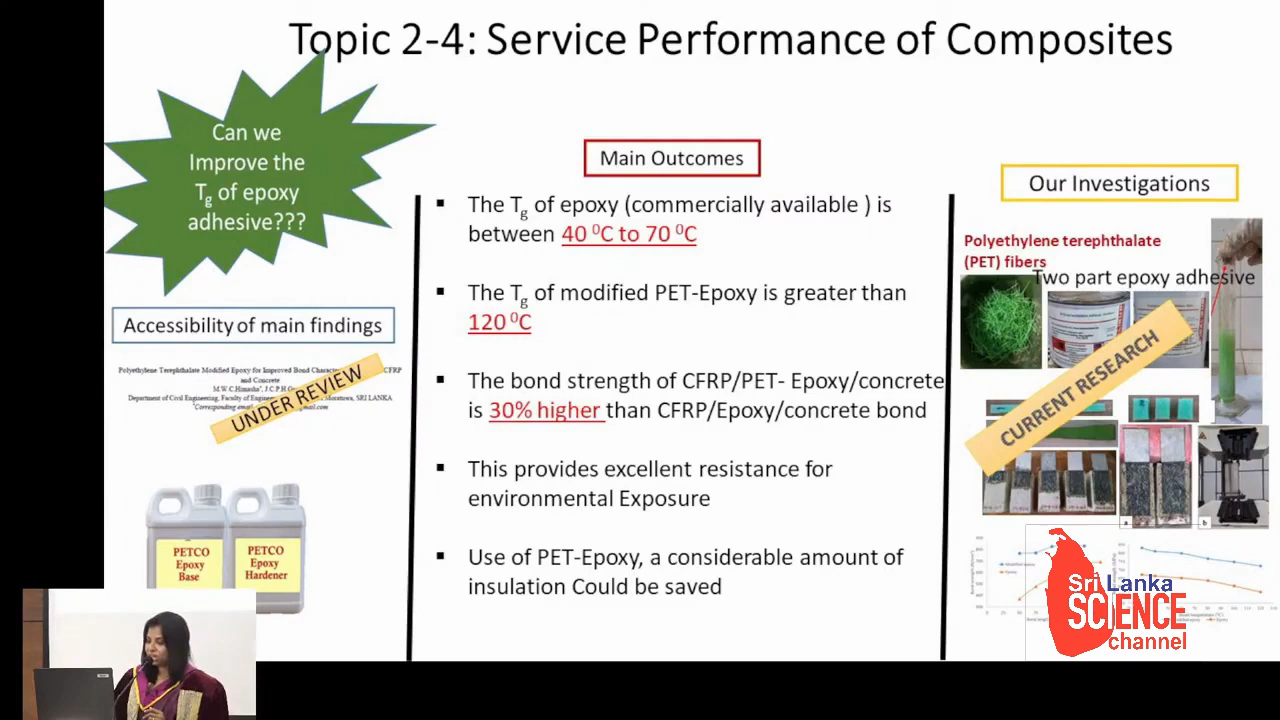 Topic 2-4: Service Performance of Composites
Can we
Improve the
Tg of epoxy
adhesive???
Accessibility of main findings
Polyethylene Terephthalate Modified Epoxy for Improved Bond
CFRP
and Concrete
Department of Civil Engineering, Faculty of
Moratuwa, SRI LANKA
UNDER REVIEW
PETCO
Epoxy
Base
PETCO
Epoxy
Hardener
Main Outcomes
▪ The Tg of epoxy (commercially available ) is
between 40 ⁰C to 70 ⁰C
▪ The Tg of modified PET-Epoxy is greater than
120 ⁰C
▪ The bond strength of CFRP/PET- Epoxy/concrete
is 30% higher than CFRP/Epoxy/concrete bond
▪ This provides excellent resistance for
environmental Exposure
▪ Use of PET-Epoxy, a considerable amount of
insulation Could be saved
Our Investigations
Polyethylene terephthalate
(PET) fibers
Two part epoxy adhesive
CURRENT RESEARCH
a
b
Sri Lanka
SCIENCE
channel